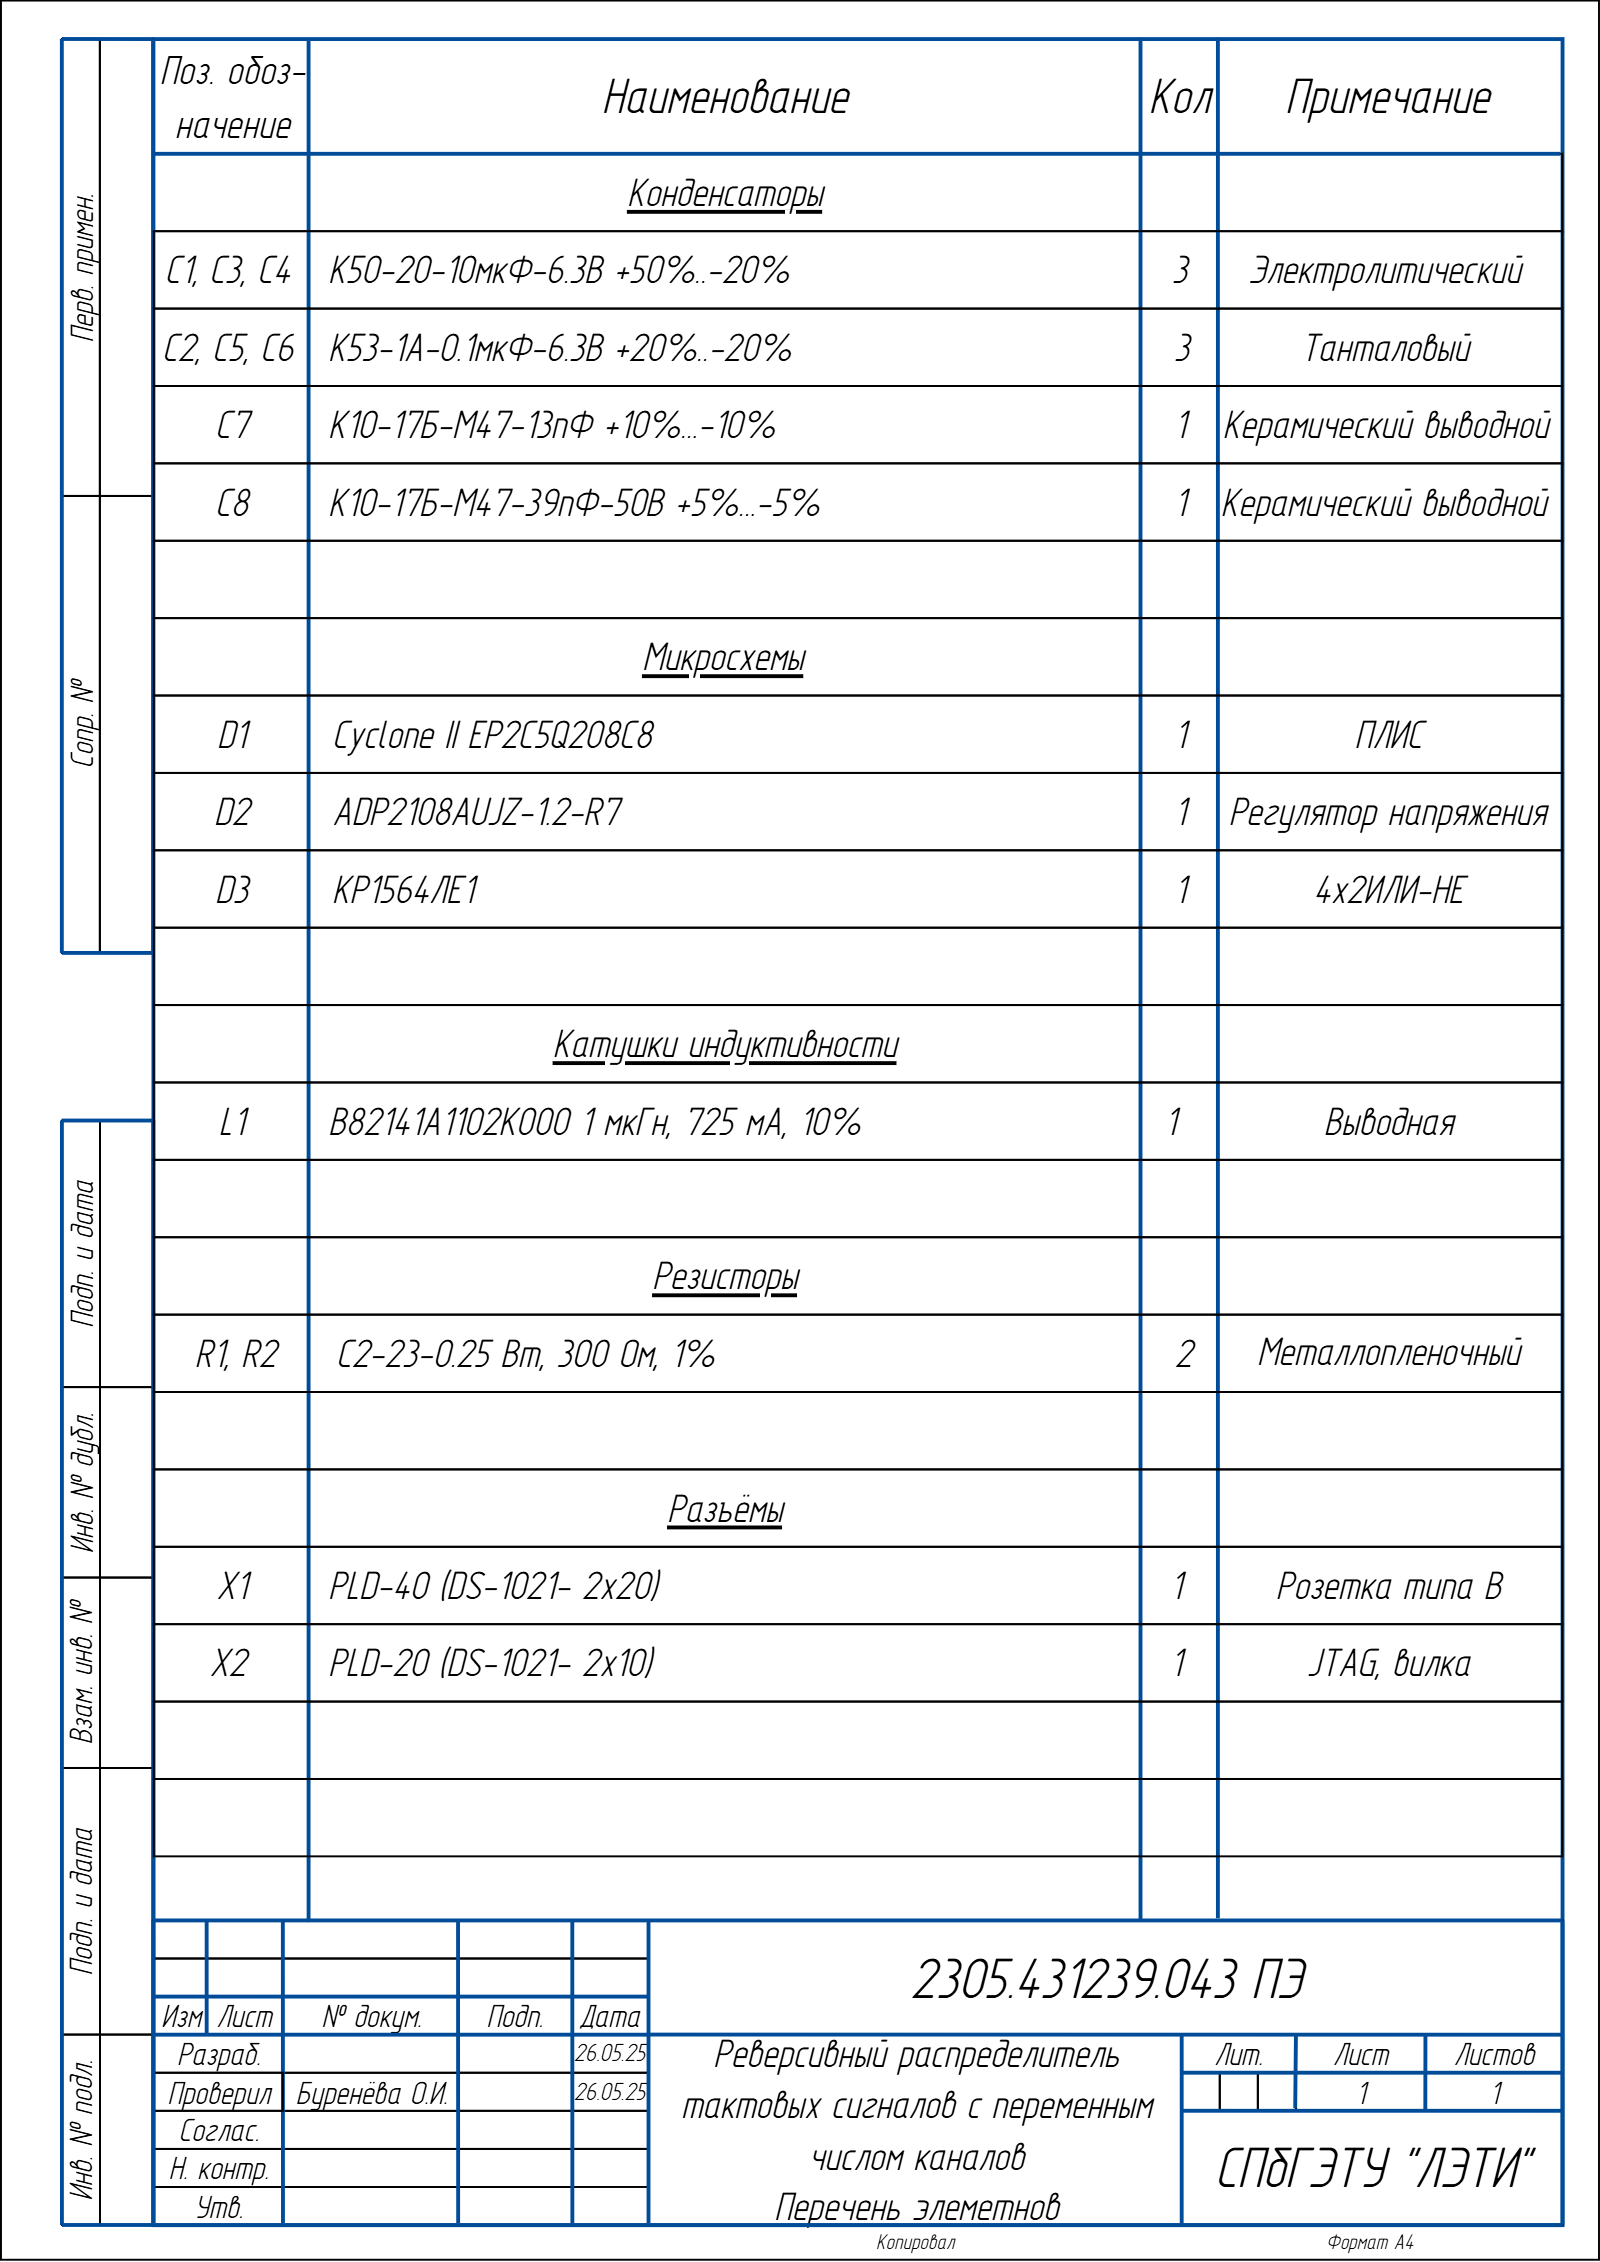 Поз. обоз-
начение
Наименование
Кол
Примечание
Конденсаторы
С1, С3, С4 К50-20-10мкФ-6.3В +50%..-20% 3 Электролитический
С2, С5, С6 К53-1А-0.1мкФ-6.3В +20%..-20% 3 Танталовый
С7 К10-17Б-М47-13пФ +10%...-10% 1 Керамический выводной
С8 К10-17Б-М47-39пФ-50В +5%...-5% 1 Керамический выводной
Микросхемы
D1 Cyclone II EP2C5Q208C8 1 ПЛИС
D2 ADP2108AUJZ-1.2-R7 1 Регулятор напряжения
D3 КР1564ЛЕ1 1 4х2ИЛИ-НЕ
Катушки индуктивности
L1 B82141A1102K000 1 мкГн, 725 мА, 10% 1 Выводная
Резисторы
R1, R2 С2-23-0.25 Вт, 300 Ом, 1% 2 Металлопленочный
Разъёмы
X1 PLD-40 (DS-1021- 2x20) 1 Розетка типа В
X2 PLD-20 (DS-1021- 2x10) 1 JTAG, вилка
Перв. примен.
Сопр. №
Подп. и дата
Инв. № дубл.
Взам. инв. №
Подп. и дата
Инв. № подл.
2305.431239.043 ПЭ
Изм Лист № докум. Подп. Дата
Разраб. 26.05.25
Проверил Буренёва О.И. 26.05.25
Соглас.
Н. контр.
Утв.
Реверсивный распределитель
тактовых сигналов с переменным
числом каналов
Перечень элеметнов
Лит. Лист Листов
1 1
СПбГЭТУ "ЛЭТИ"
Копировал Формат А4